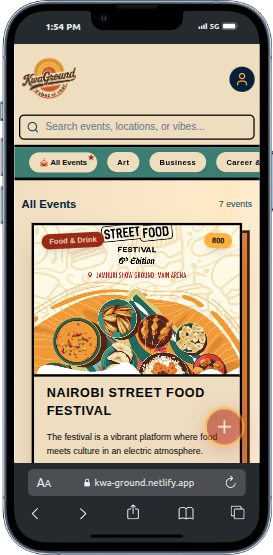 1:54 PM
5G
KwaGround
Search events, locations, or vibes...
All Events
Art
Business
Career &
All Events
7 events
Food & Drink
STREET FOOD
800
FESTIVAL
6th Edition
JAMHURI SHOW GROUND, MAIN ARENA
NAIROBI STREET FOOD
FESTIVAL
The festival is a vibrant platform where food
meets culture in an electric atmosphere.
AA
kwa-ground.netlify.app